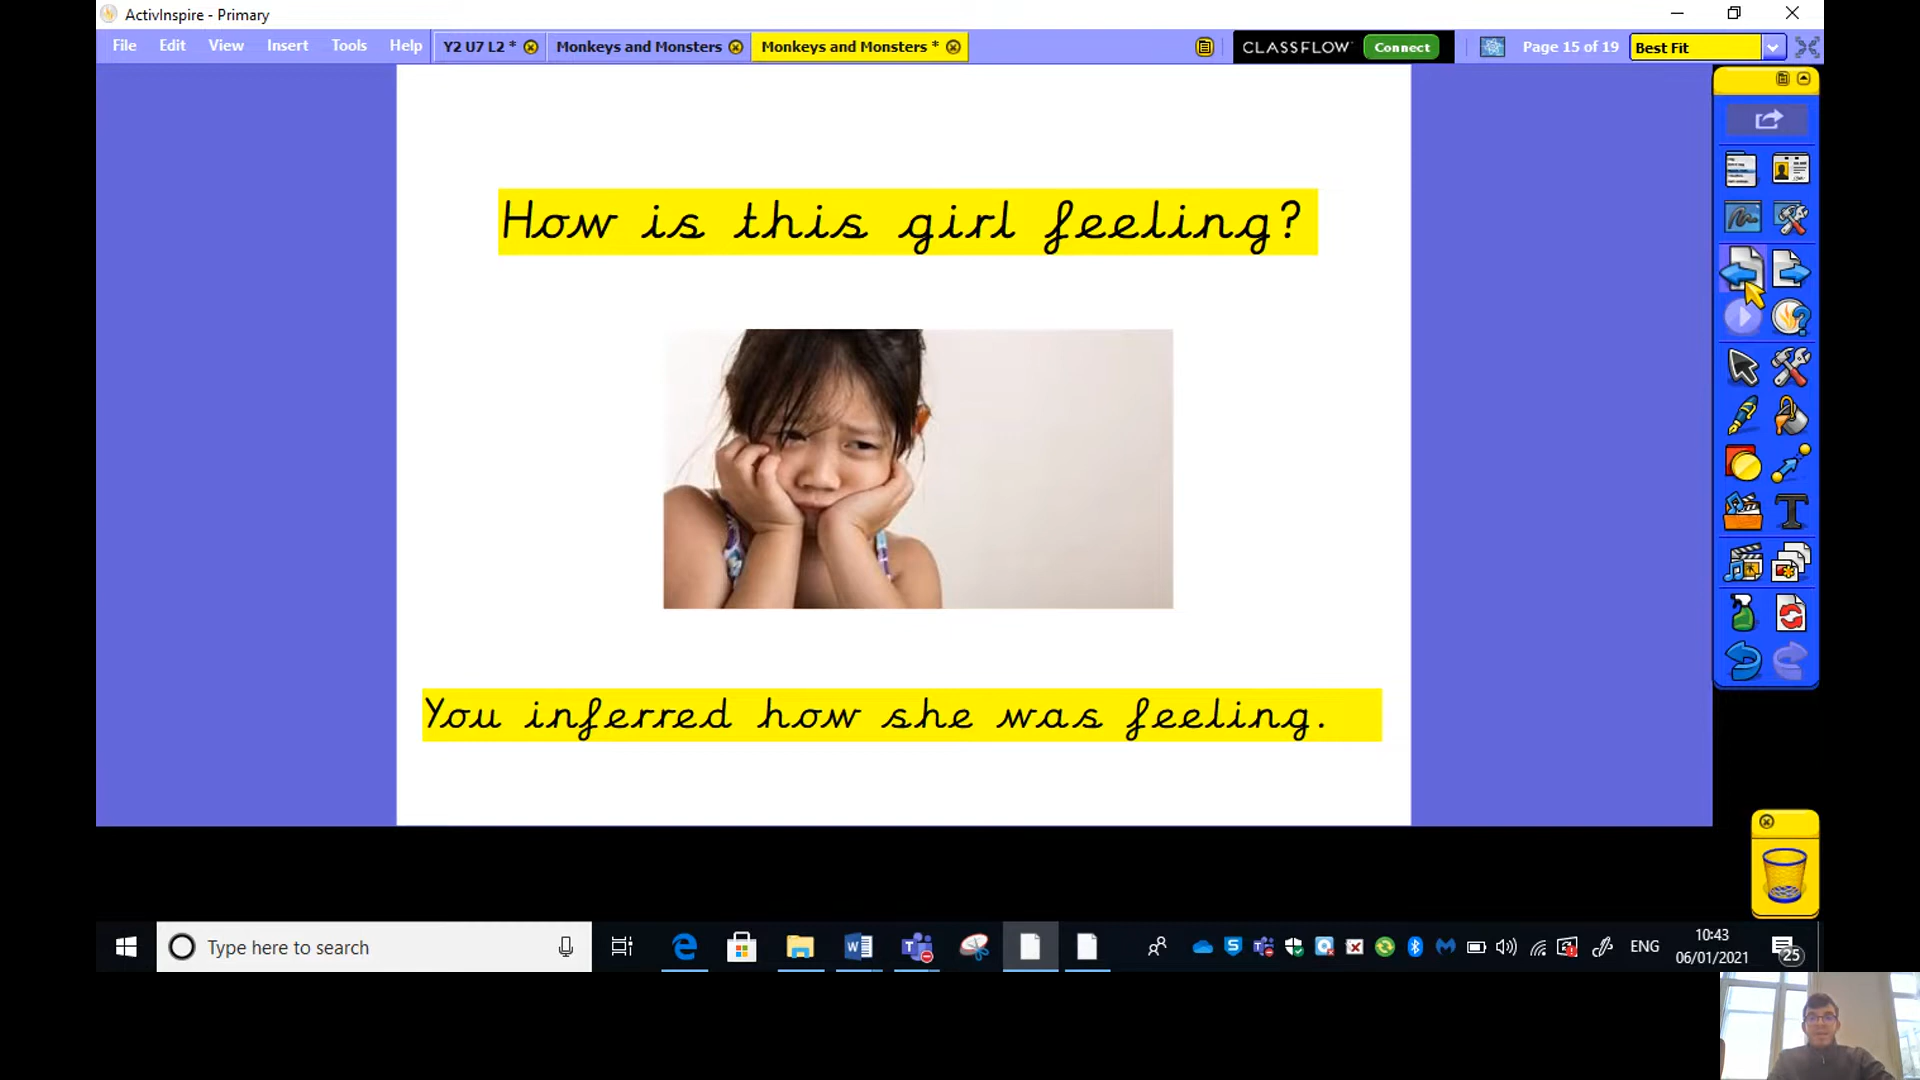 ActivInspire - Primary
File Edit View Insert Tools Help Y2 U7 L2 * Monkeys and Monsters Monkeys and Monsters * CLASSFLOW Connect Page 15 of 19 Best Fit
How is this girl feeling?
You inferred how she was feeling.
Type here to search ENG 10:43
06/01/2021 25